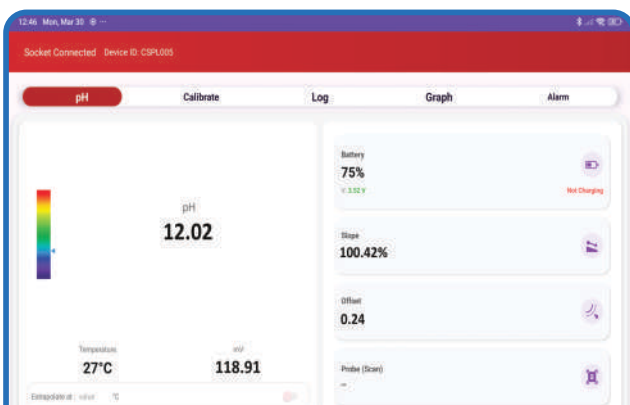 12:46 Mon, Mar 30
Socket Connected Device ID: CSPL005
pH Calibrate Log Graph Alarm
Battery
75%
Not Charging
pH
12.02
Slope
100.42%
Offset
0.24
Temperature
27°C
mV
118.91
Probe (Scan)
--
Extrapolate at : value °C